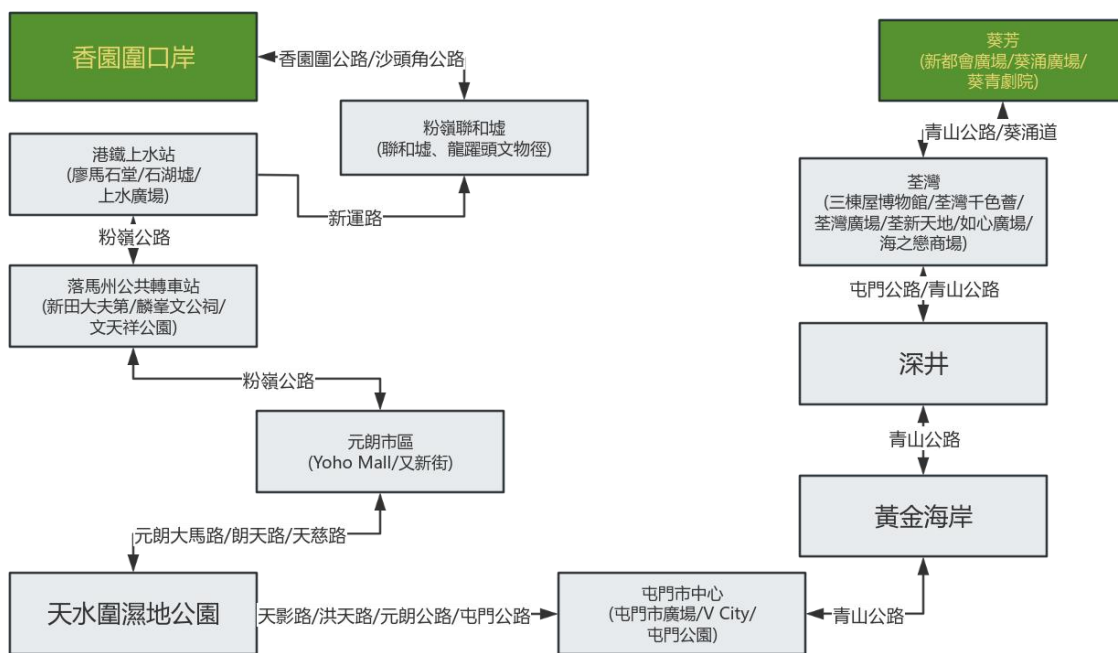 香園圍口岸
香園圍公路/沙頭角公路
粉嶺聯和墟
(聯和墟、龍躍頭文物徑)
港鐵上水站
(廖馬石堂/石湖墟/
上水廣場)
新運路
粉嶺公路
落馬州公共轉車站
(新田大夫第/麟峯文公祠/
文天祥公園)
粉嶺公路
元朗市區
(Yoho Mall/又新街)
元朗大馬路/朗天路/天慈路
天水圍濕地公園
天影路/洪天路/元朗公路/屯門公路
屯門市中心
(屯門市廣場/V City/
屯門公園)
青山公路
黃金海岸
青山公路
深井
屯門公路/青山公路
荃灣
(三棟屋博物館/荃灣千色薈/
荃灣廣場/荃新天地/如心廣場/
海之戀商場)
青山公路/葵涌道
葵芳
(新都會廣場/葵涌廣場/
葵青劇院)